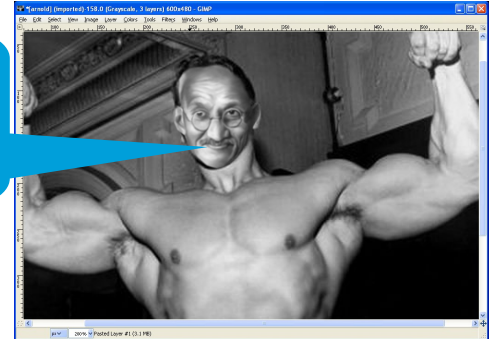 *[arnold] (imported)-158.0 (Grayscale, 3 layers) 600x480 - GIMP
File Edit Select View Image Layer Colors Tools Filters Windows Help
px 200% Pasted Layer #1 (3.1 MB)